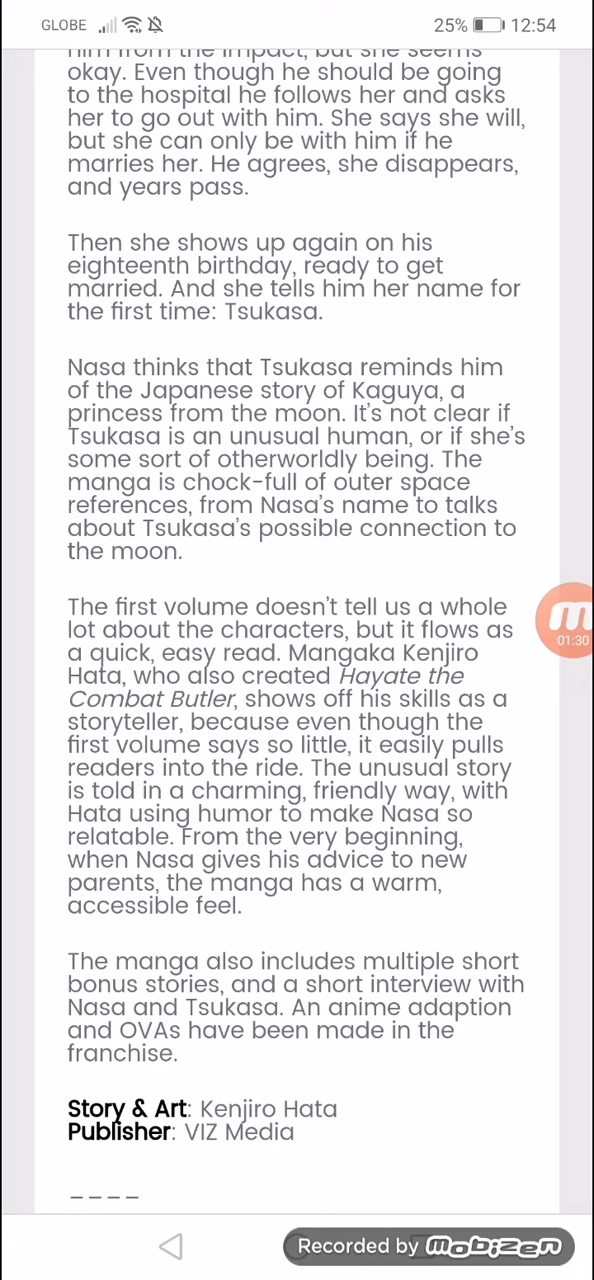 GLOBE 25% 12:54
him from the impact, but she seems
okay. Even though he should be going
to the hospital he follows her and asks
her to go out with him. She says she will,
but she can only be with him if he
marries her. He agrees, she disappears,
and years pass.
Then she shows up again on his
eighteenth birthday, ready to get
married. And she tells him her name for
the first time: Tsukasa.
Nasa thinks that Tsukasa reminds him
of the Japanese story of Kaguya, a
princess from the moon. It's not clear if
Tsukasa is an unusual human, or if she's
some sort of otherworldly being. The
manga is chock-full of outer space
references, from Nasa's name to talks
about Tsukasa's possible connection to
the moon.
The first volume doesn't tell us a whole
lot about the characters, but it flows as
a quick, easy read. Mangaka Kenjiro
Hata, who also created Hayate the
Combat Butler, shows off his skills as a
storyteller, because even though the
first volume says so little, it easily pulls
readers into the ride. The unusual story
is told in a charming, friendly way, with
Hata using humor to make Nasa so
relatable. From the very beginning,
when Nasa gives his advice to new
parents, the manga has a warm,
accessible feel.
The manga also includes multiple short
bonus stories, and a short interview with
Nasa and Tsukasa. An anime adaption
and OVAs have been made in the
franchise.
Story & Art: Kenjiro Hata
Publisher: VIZ Media
----
01:30
Recorded by mobizen